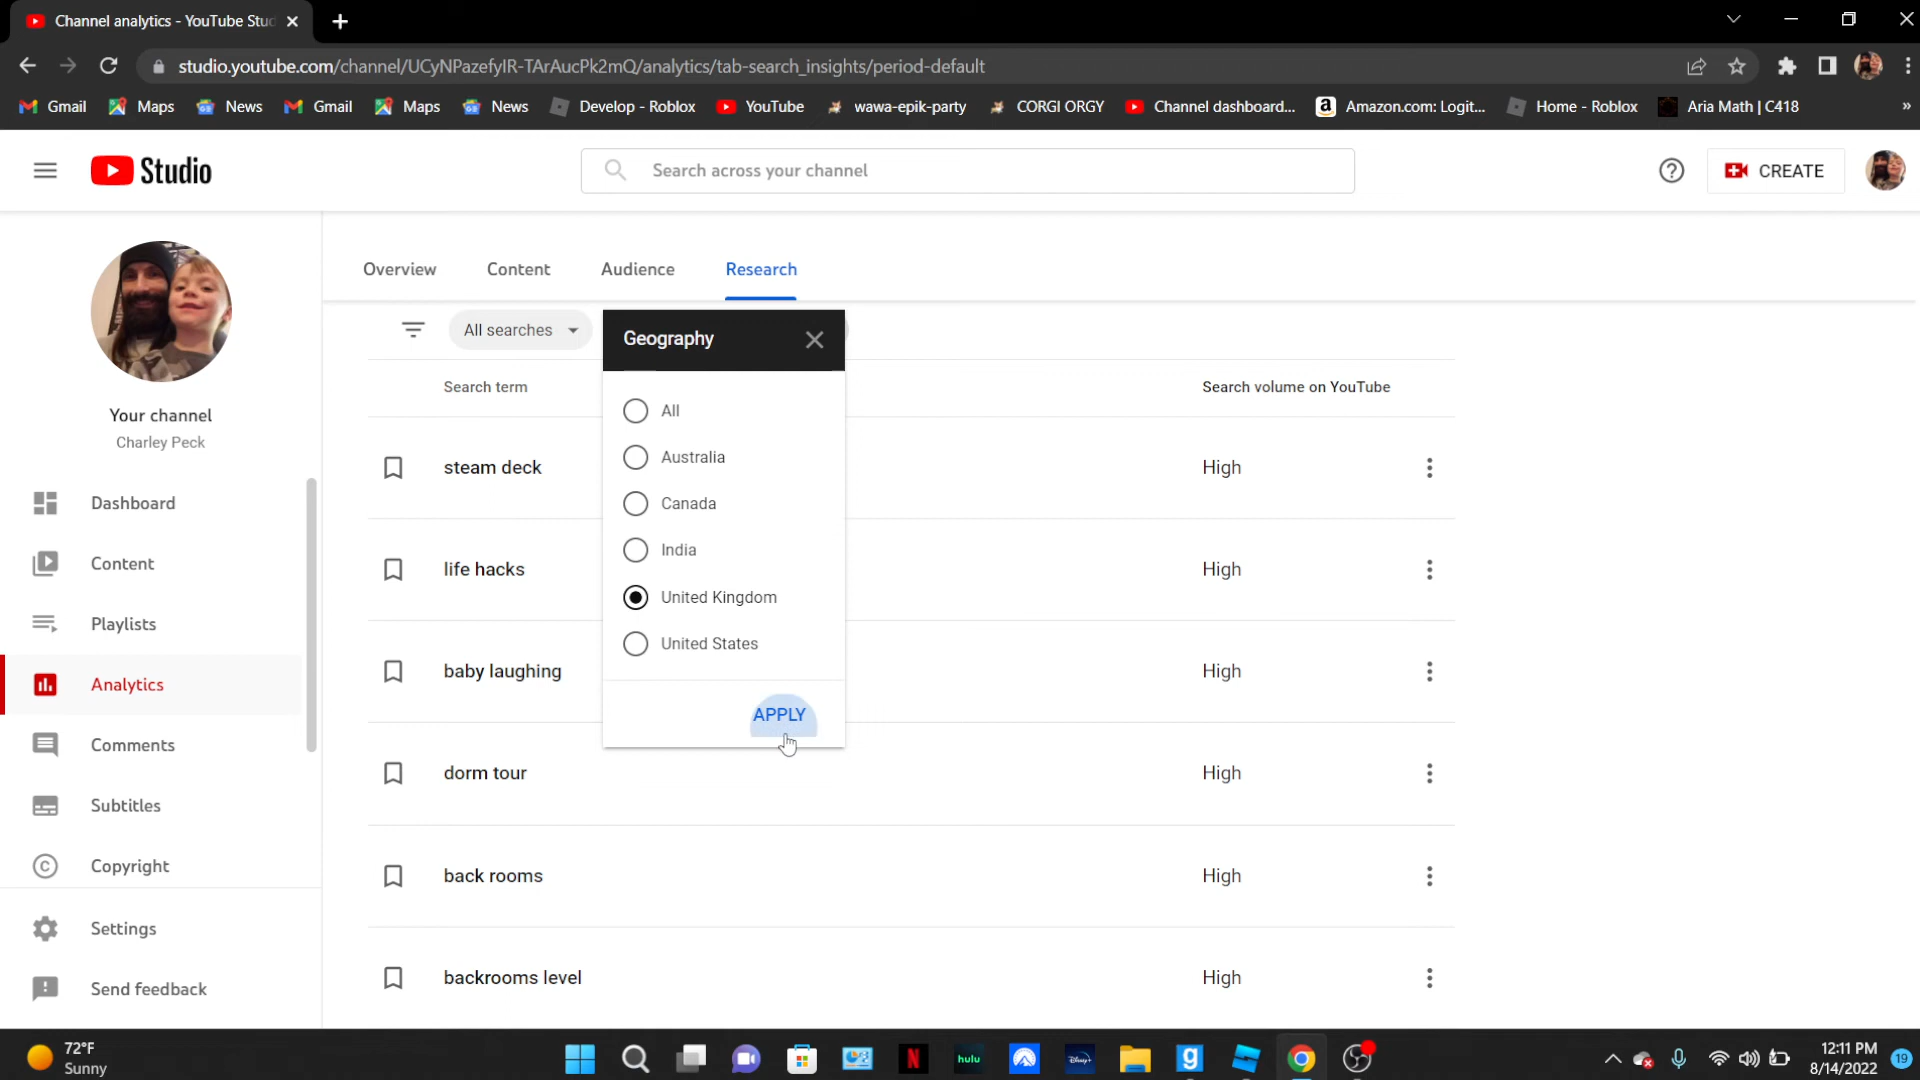 Channel analytics - YouTube Stud
studio.youtube.com/channel/UCyNPazefyIR-TArAucPk2mQ/analytics/tab-search_insights/period-default
Gmail Maps News Gmail Maps News Develop - Roblox YouTube wawa-epik-party CORGI ORGY Channel dashboard... Amazon.com: Logit... Home - Roblox Aria Math | C418 »
Studio
Search across your channel
CREATE
Overview Content Audience Research
All searches
Geography
Your channel
Charley Peck
Search term
Search volume on YouTube
All
Australia
steam deck
High
Canada
Dashboard
India
Content
life hacks
High
United Kingdom
Playlists
United States
baby laughing
High
Analytics
APPLY
Comments
dorm tour
High
Subtitles
Copyright
back rooms
High
Settings
backrooms level
High
Send feedback
72°F
Sunny
N
hulu
Disney+
12:11 PM
8/14/2022
19